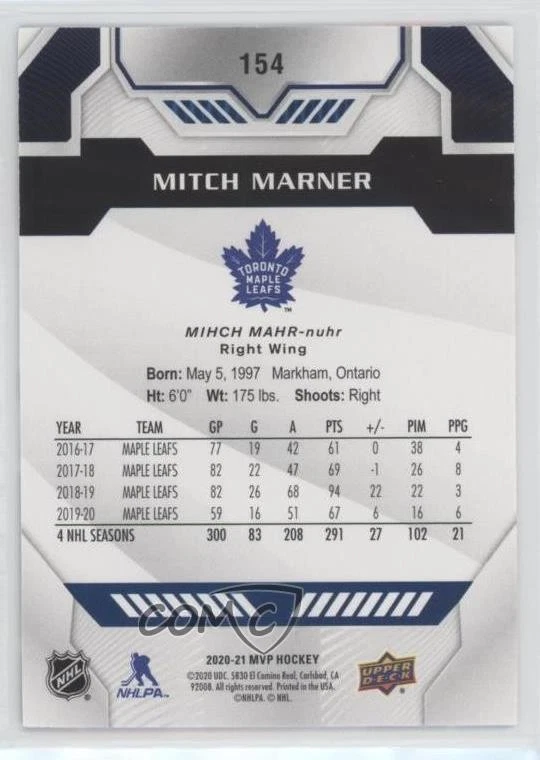 154
MITCH MARNER
TORONTO
MAPLE
LEAFS
TM
MIHCH MAHR-nuhr
Right Wing
Born: May 5, 1997 Markham, Ontario
Ht: 6'0" Wt: 175 lbs. Shoots: Right
YEAR TEAM GP G A PTS +/- PIM PPG
2016-17 MAPLE LEAFS 77 19 42 61 0 38 4
2017-18 MAPLE LEAFS 82 22 47 69 -1 26 8
2018-19 MAPLE LEAFS 82 26 68 94 22 22 3
2019-20 MAPLE LEAFS 59 16 51 67 6 16 6
4 NHL SEASONS 300 83 208 291 27 102 21
COMC
2020-21 MVP HOCKEY
©2020 UDC. 5830 El Camino Real, Carlsbad, CA
92008. All rights reserved. Printed in the USA.
©NHLPA. © NHL.
NHL
NHLPA™
UPPER
DECK